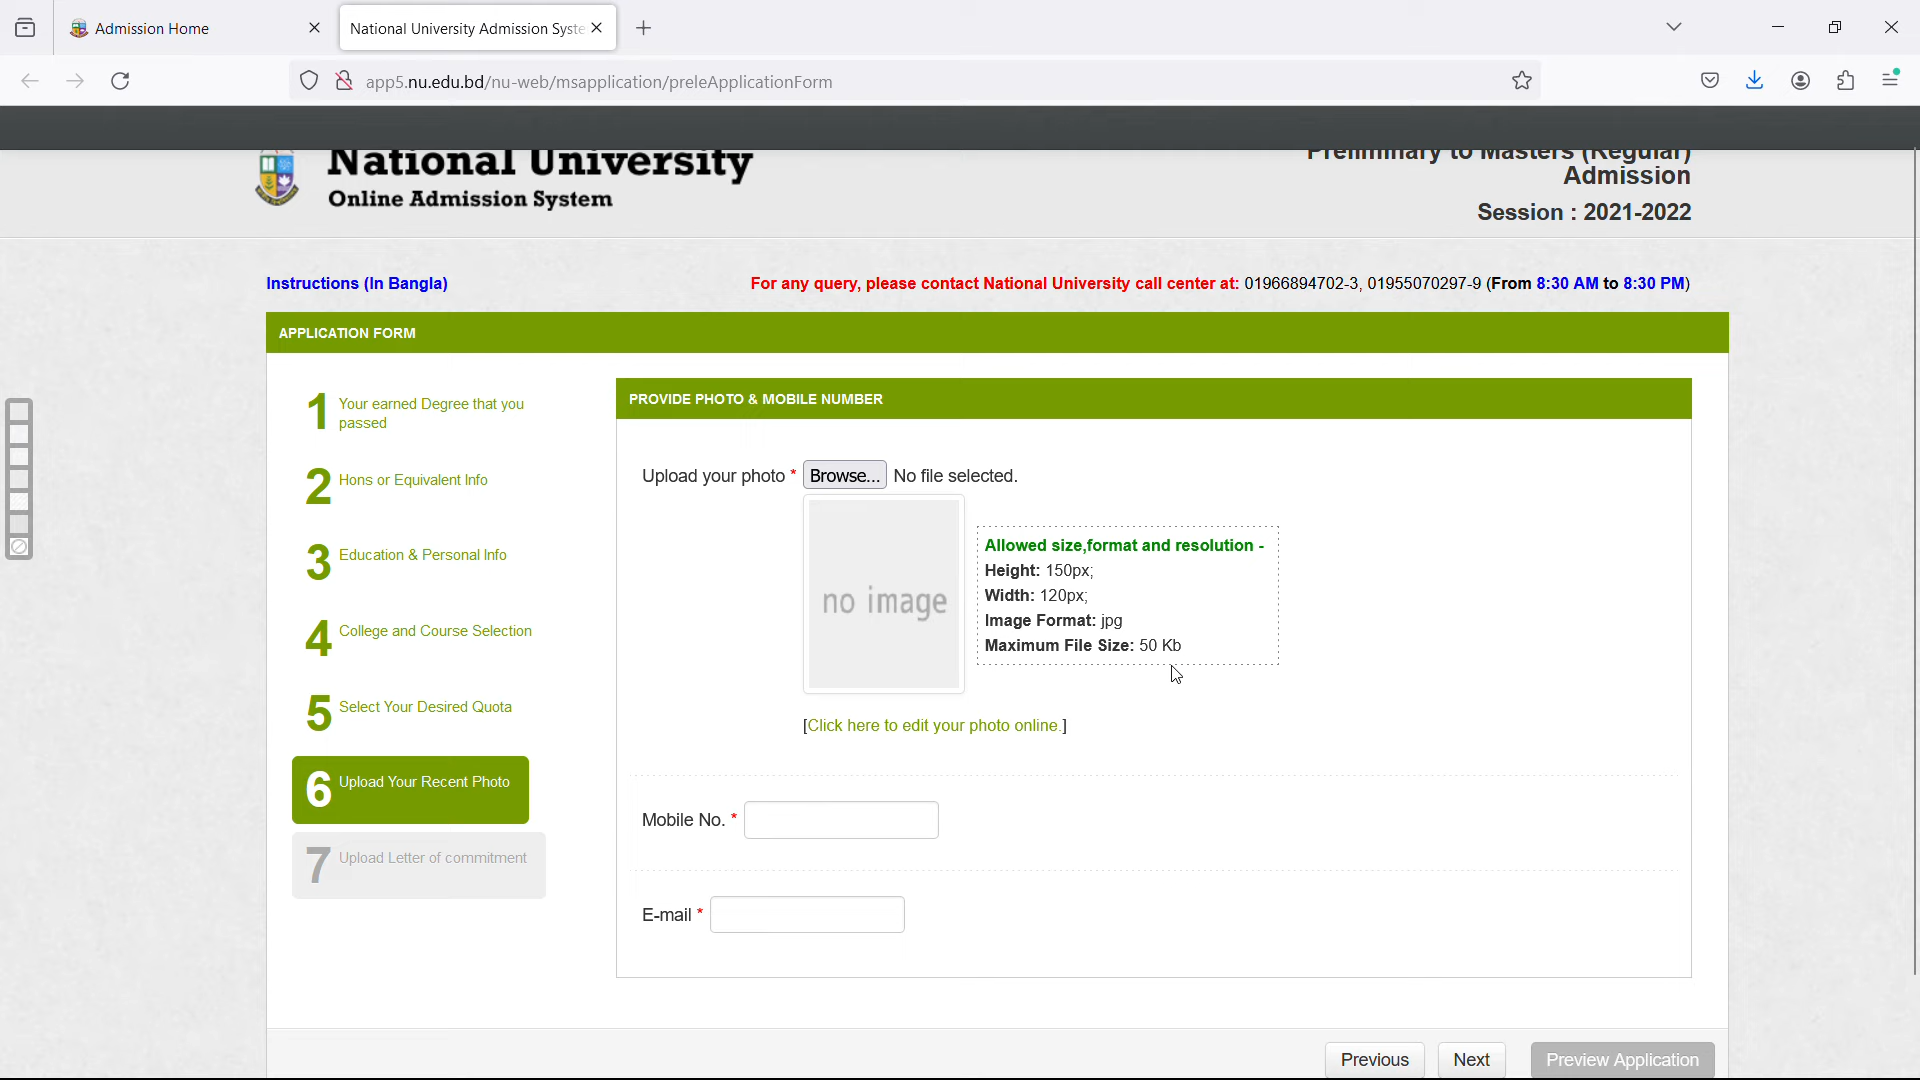 Admission Home
National University Admission Syste
app5.nu.edu.bd/nu-web/msapplication/preleApplicationForm
National University
Online Admission System
Preliminary to Masters (Regular)
Admission
Session : 2021-2022
Instructions (In Bangla)
For any query, please contact National University call center at: 01966894702-3, 01955070297-9 (From 8:30 AM to 8:30 PM)
APPLICATION FORM
1 Your earned Degree that you
passed
2 Hons or Equivalent Info
3 Education & Personal Info
4 College and Course Selection
5 Select Your Desired Quota
6 Upload Your Recent Photo
7 Upload Letter of commitment
PROVIDE PHOTO & MOBILE NUMBER
Upload your photo * Browse... No file selected.
no image
Allowed size,format and resolution -
Height: 150px;
Width: 120px;
Image Format: jpg
Maximum File Size: 50 Kb
[Click here to edit your photo online.]
Mobile No. *
E-mail *
Previous
Next
Preview Application